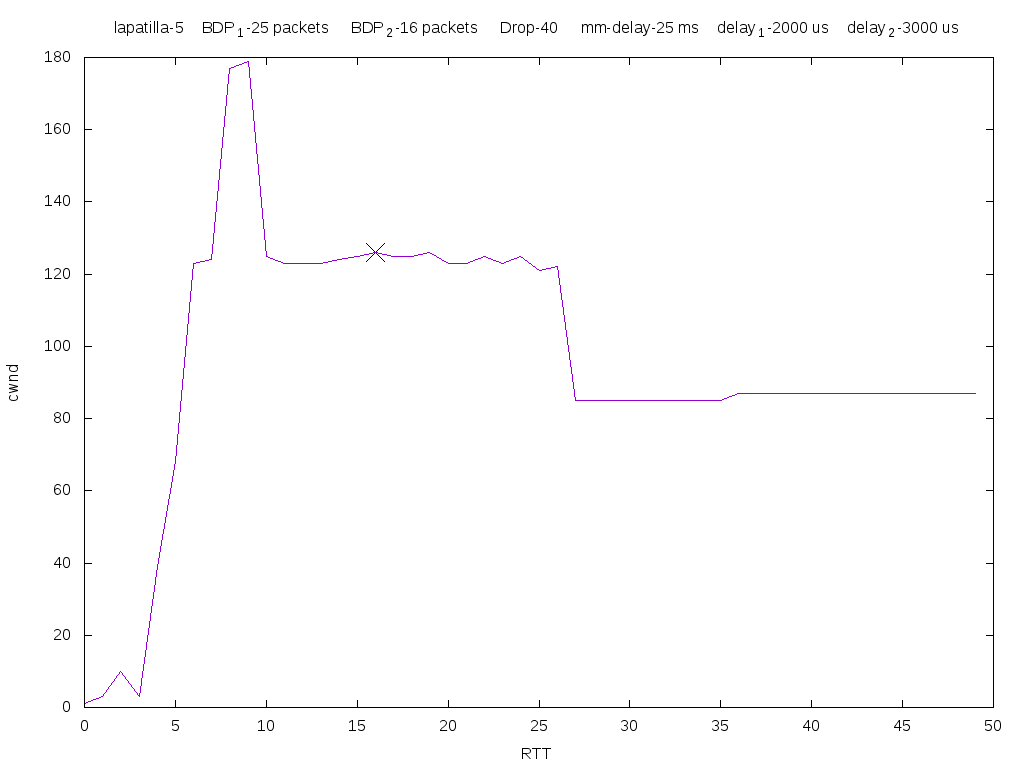 lapatilla-5 BDP1-25 packets BDP2-16 packets Drop-40 mm-delay-25 ms delay1-2000 us delay2-3000 us
180
160
140
120
100
80
60
40
20
0
cwnd
0 5 10 15 20 25 30 35 40 45 50
RTT